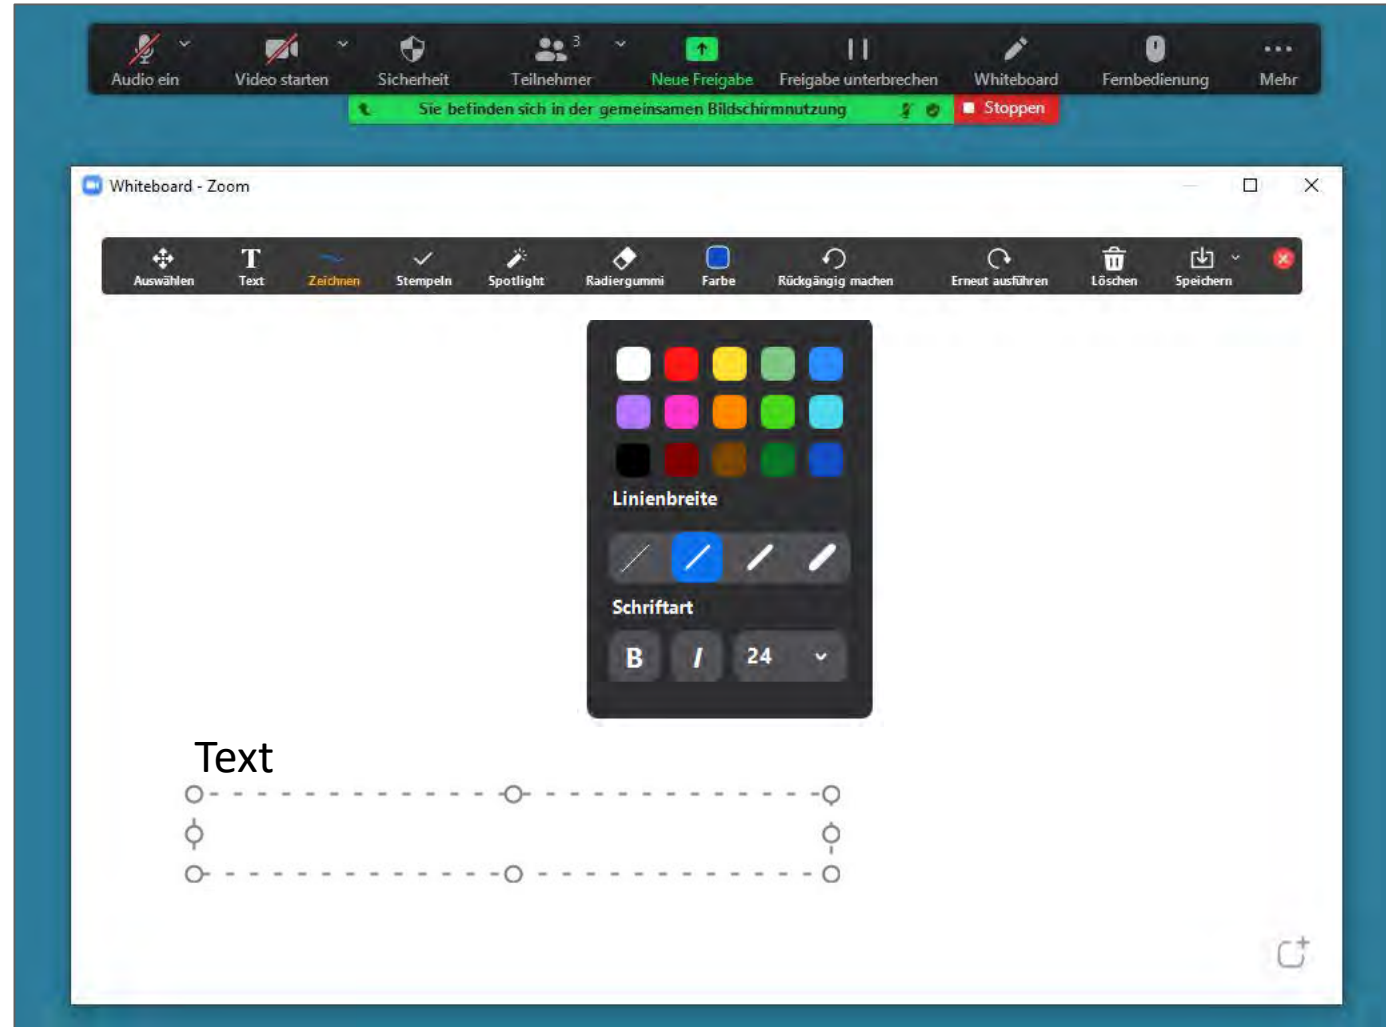 3
Audio ein Video starten Sicherheit Teilnehmer Neue Freigabe Freigabe unterbrechen Whiteboard Fernbedienung Mehr
Sie befinden sich in der gemeinsamen Bildschirmnutzung Stoppen
Whiteboard - Zoom
Auswählen Text Zeichnen Stempeln Spotlight Radiergummi Farbe Rückgängig machen Erneut ausführen Löschen Speichern
Linienbreite
Schriftart
B I 24
Text